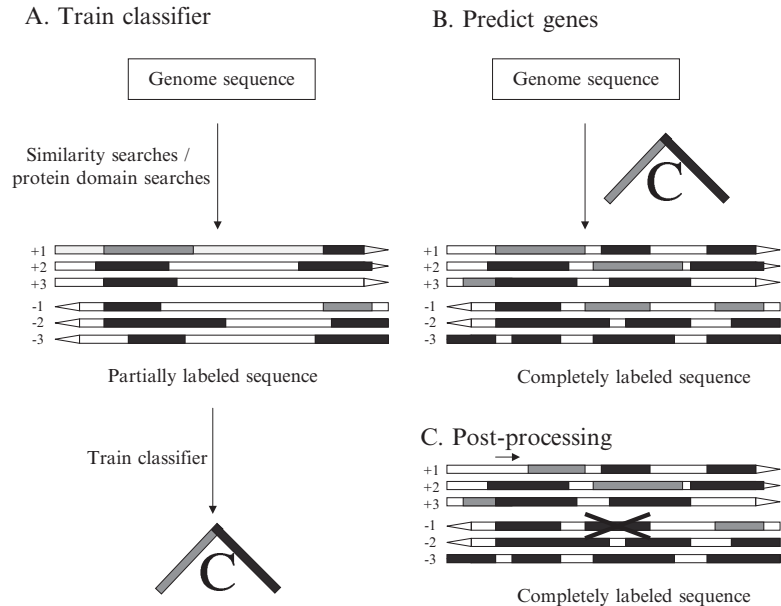 A. Train classifier
Genome sequence
Similarity searches /
protein domain searches
+1
+2
+3
-1
-2
-3
Partially labeled sequence
Train classifier
C
B. Predict genes
Genome sequence
C
+1
+2
+3
-1
-2
-3
Completely labeled sequence
C. Post-processing
+1
+2
+3
-1
-2
-3
Completely labeled sequence